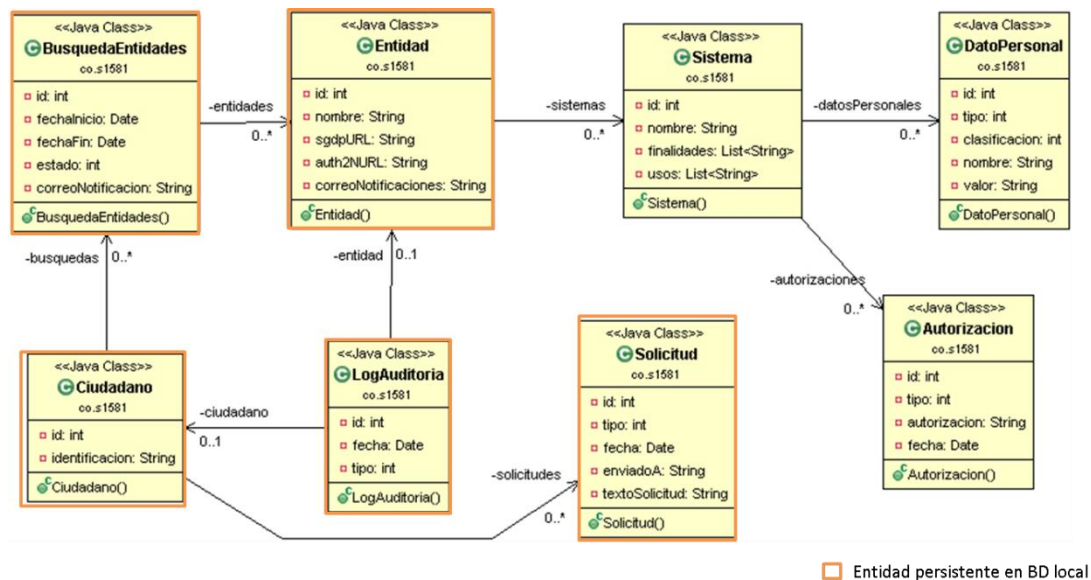 <<Java Class>>
BusquedaEntidades
co.s1581
id: int
fechaInicio: Date
fechaFin: Date
estado: int
correoNotificacion: String
BusquedaEntidades()
-entidades
0..*
<<Java Class>>
Entidad
co.s1581
id: int
nombre: String
sgdpURL: String
auth2NURL: String
correoNotificaciones: String
Entidad()
-sistemas
0..*
<<Java Class>>
Sistema
co.s1581
id: int
nombre: String
finalidades: List<String>
usos: List<String>
Sistema()
-datosPersonales
0..*
<<Java Class>>
DatoPersonal
co.s1581
id: int
tipo: int
clasificacion: int
nombre: String
valor: String
DatoPersonal()
-busquedas
0..*
-entidad
0..1
-autorizaciones
0..*
<<Java Class>>
Ciudadano
co.s1581
id: int
identificacion: String
Ciudadano()
-ciudadano
0..1
<<Java Class>>
LogAuditoria
co.s1581
id: int
fecha: Date
tipo: int
LogAuditoria()
-solicitudes
0..*
<<Java Class>>
Solicitud
co.s1581
id: int
tipo: int
fecha: Date
enviadoA: String
textoSolicitud: String
Solicitud()
<<Java Class>>
Autorizacion
co.s1581
id: int
tipo: int
autorizacion: String
fecha: Date
Autorizacion()
Entidad persistente en BD local